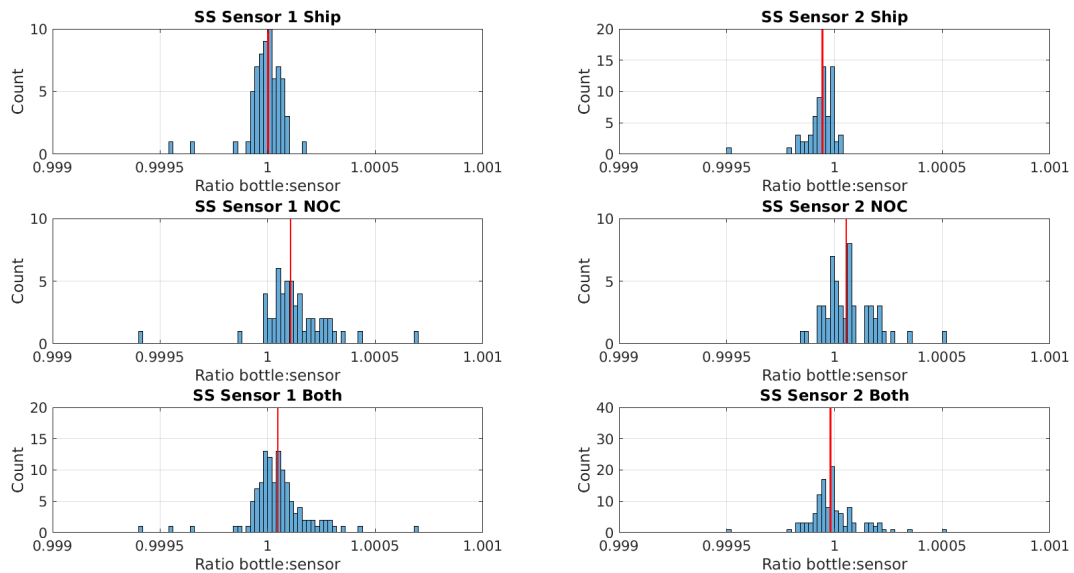 SS Sensor 1 Ship
10
5
0
Count
0.999 0.9995 1 1.0005 1.001
Ratio bottle:sensor
SS Sensor 2 Ship
20
15
10
5
0
Count
0.999 0.9995 1 1.0005 1.001
Ratio bottle:sensor
SS Sensor 1 NOC
10
5
0
Count
0.999 0.9995 1 1.0005 1.001
Ratio bottle:sensor
SS Sensor 2 NOC
10
5
0
Count
0.999 0.9995 1 1.0005 1.001
Ratio bottle:sensor
SS Sensor 1 Both
20
15
10
5
0
Count
0.999 0.9995 1 1.0005 1.001
Ratio bottle:sensor
SS Sensor 2 Both
40
30
20
10
0
Count
0.999 0.9995 1 1.0005 1.001
Ratio bottle:sensor